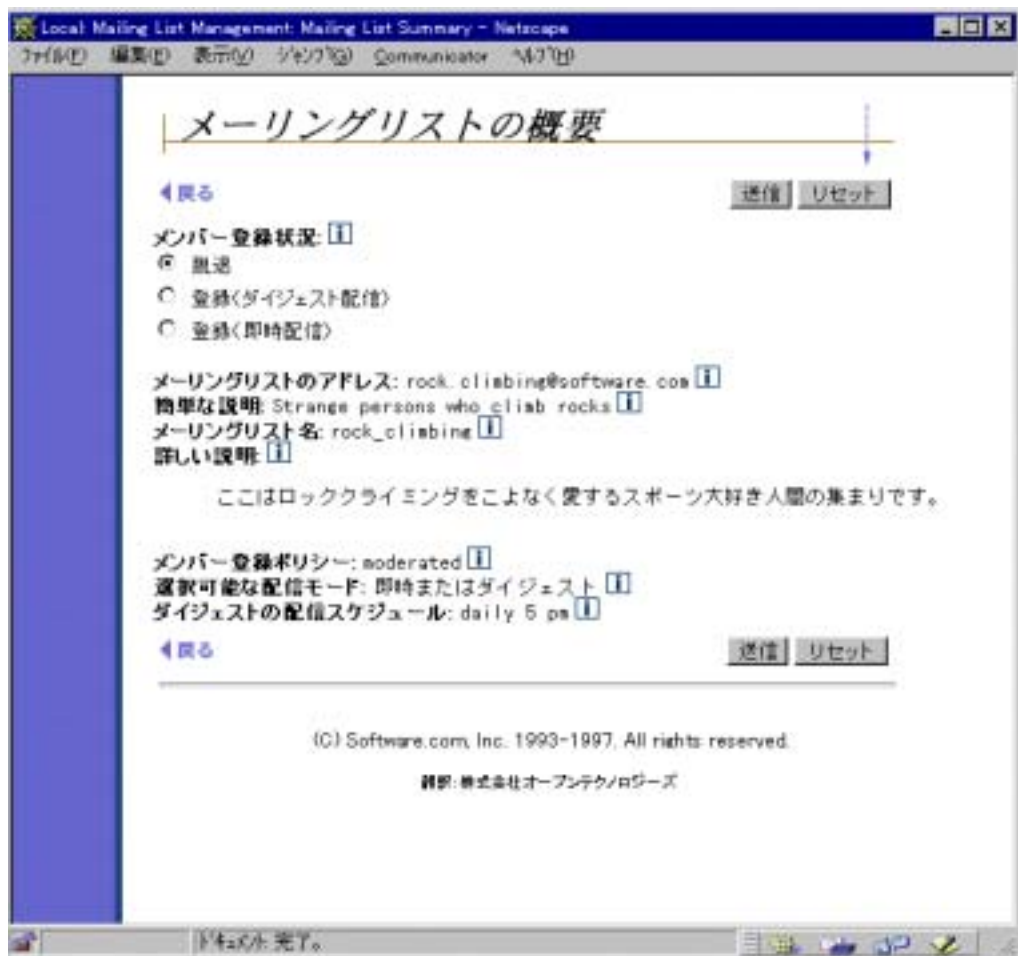 Local: Mailing List Management: Mailing List Summary - Netscape
ファイル(F) 編集(E) 表示(V) ジャンプ(G) Communicator ヘルプ(H)
メーリングリストの概要
戻る 送信 リセット
メンバー登録状況:
脱退
登録(ダイジェスト配信)
登録(即時配信)
メーリングリストのアドレス: rock.climbing@software.com
簡単な説明: Strange persons who climb rocks
メーリングリスト名: rock_climbing
詳しい説明:
ここはロッククライミングをこよなく愛するスポーツ大好き人間の集まりです。
メンバー登録ポリシー: moderated
選択可能な配信モード: 即時またはダイジェスト
ダイジェストの配信スケジュール: daily 5 pm
戻る 送信 リセット
(C) Software.com, Inc. 1993-1997. All rights reserved.
翻訳:株式会社オープンテクノロジーズ
ドキュメント: 完了。